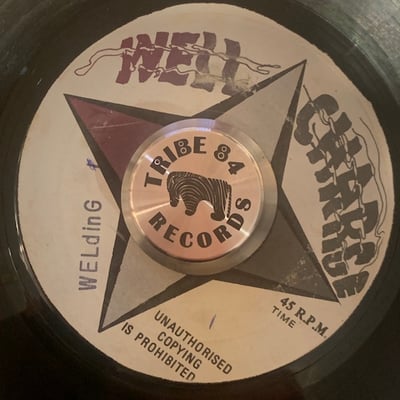 WELL
CHARGE
TRIBE 84
RECORDS
WELdinG
45 R.P.M.
TIME
UNAUTHORISED
COPYING
IS PROHIBITED